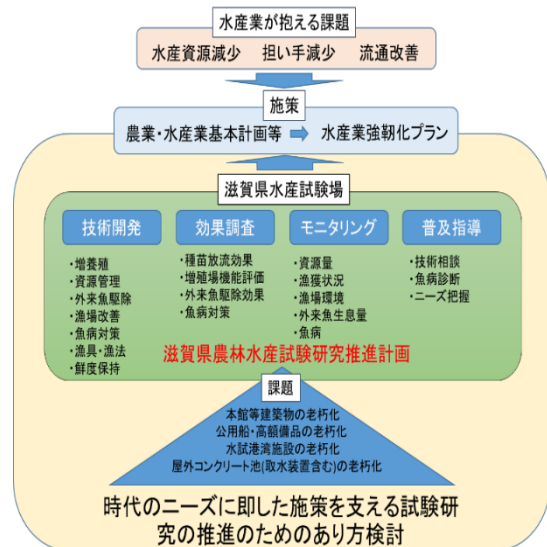 水産業が抱える課題
水産資源減少 担い手減少 流通改善
施策
農業・水産業基本計画等 水産業強靭化プラン
滋賀県水産試験場
技術開発
・増養殖
・資源管理
・外来魚駆除
・漁場改善
・魚病対策
・漁具・漁法
・鮮度保持
効果調査
・種苗放流効果
・増殖場機能評価
・外来魚駆除効果
・魚病対策
モニタリング
・資源量
・漁獲状況
・漁場環境
・外来魚生息量
・魚病
普及指導
・技術相談
・魚病診断
・ニーズ把握
滋賀県農林水産試験研究推進計画
課題
本館等建築物の老朽化
公用船・高額備品の老朽化
水試港湾施設の老朽化
屋外コンクリート池(取水装置含む)の老朽化
時代のニーズに即した施策を支える試験研
究の推進のためのあり方検討